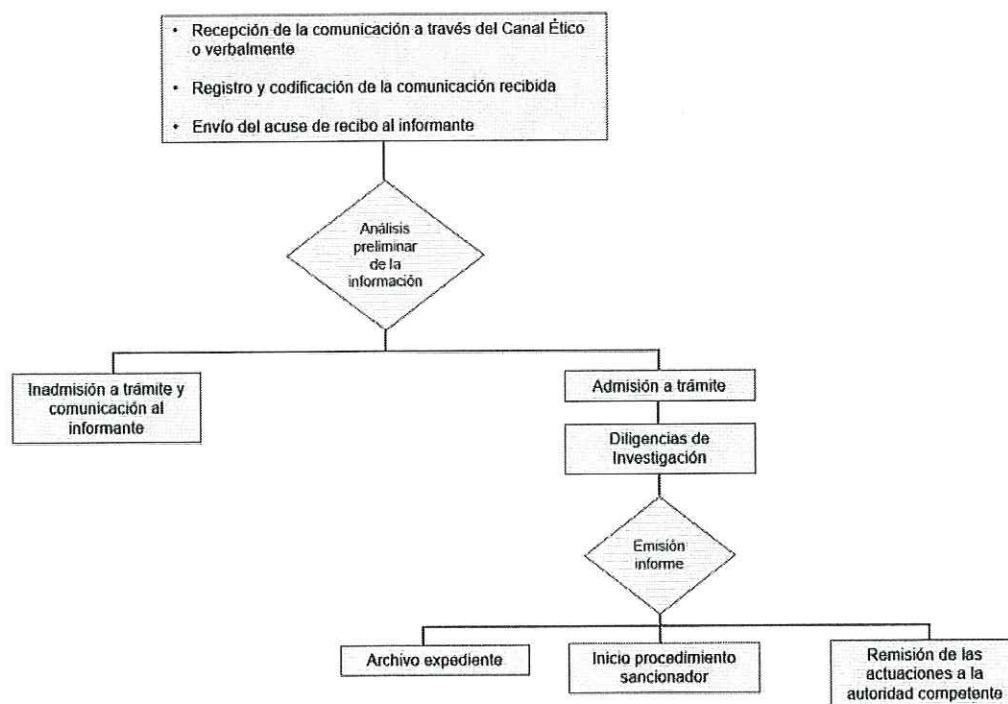 • Recepción de la comunicación a través del Canal Ético
o verbalmente
• Registro y codificación de la comunicación recibida
• Envío del acuse de recibo al informante
Análisis
preliminar
de la
información
Inadmisión a trámite y
comunicación al
informante
Admisión a trámite
Diligencias de
Investigación
Emisión
informe
Archivo expediente
Inicio procedimiento
sancionador
Remisión de las
actuaciones a la
autoridad competente